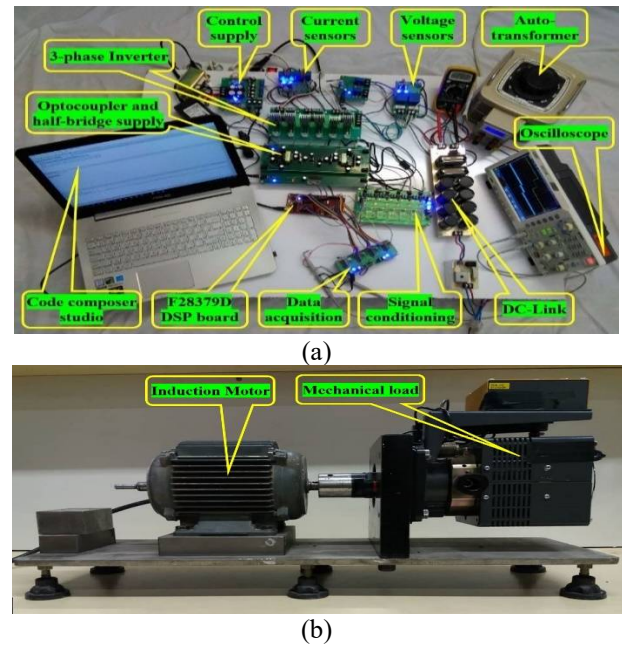 Control
supply
Current
sensors
Voltage
sensors
Auto-
transformer
3-phase Inverter
Optocoupler and
half-bridge supply
Oscilloscope
Code composer
studio
F28379D
DSP board
Data
acquisition
Signal
conditioning
DC-Link
(a)
Induction Motor
Mechanical load
(b)